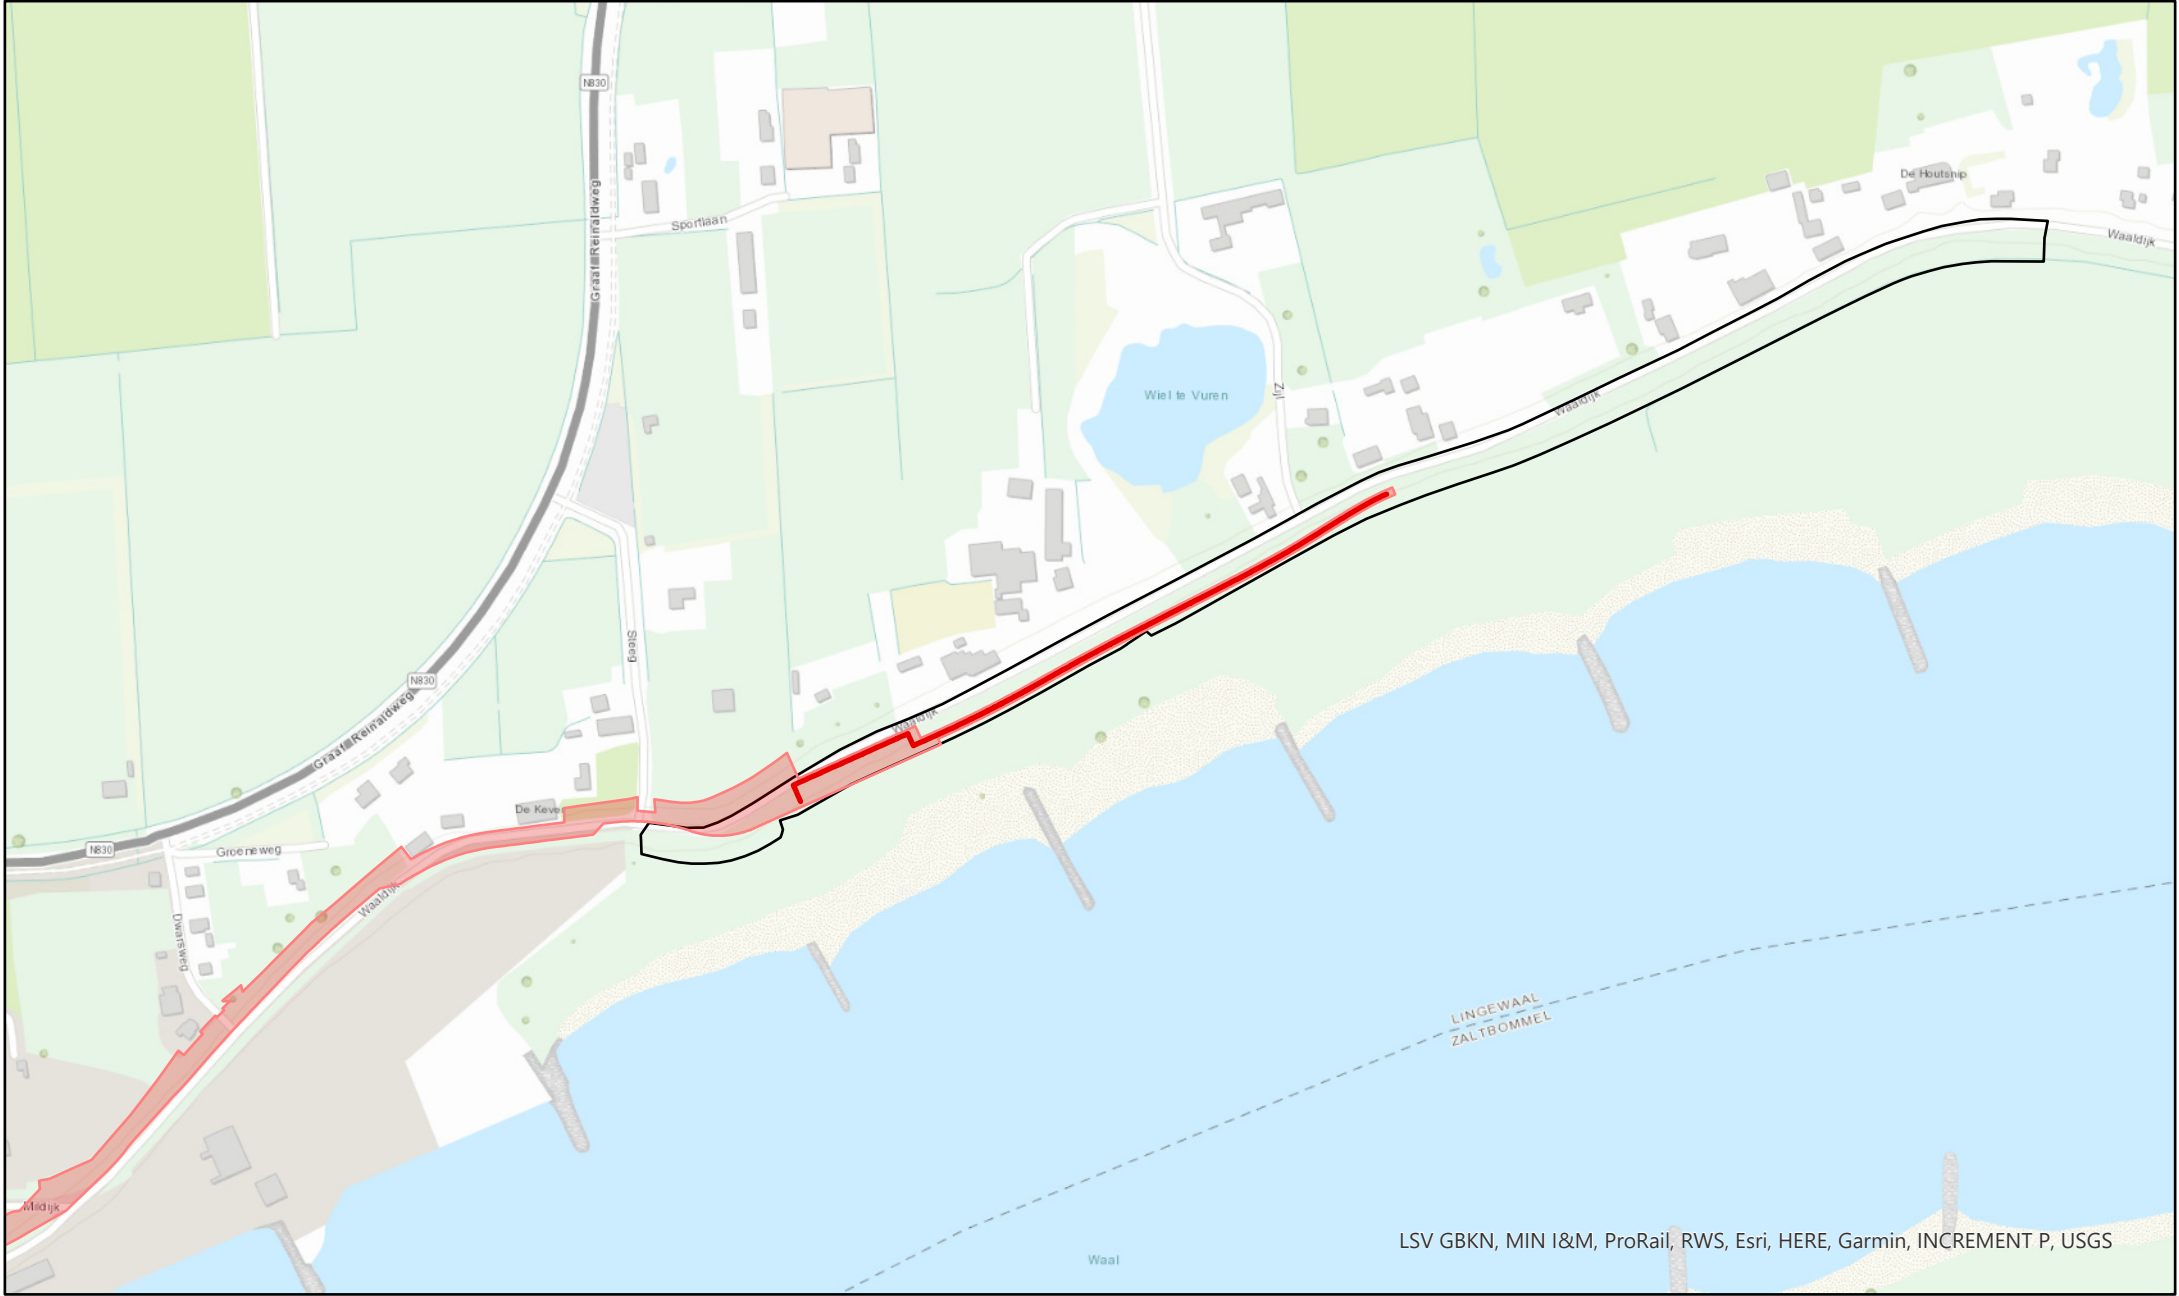 N830
Graaf Reinaldweg
Sportlaan
De Houtsnip
Waaldijk
Wiel te Vuren
Zijl
Waaldijk
Steeg
N830
Graaf Reinaldweg
Waaldijk
De Kever
N830
Groeneweg
Waaldijk
Dwarsweg
LINGEWAAL
ZALTBOMMEL
Mildijk
Waal
LSV GBKN, MIN I&M, ProRail, RWS, Esri, HERE, Garmin, INCREMENT P, USGS